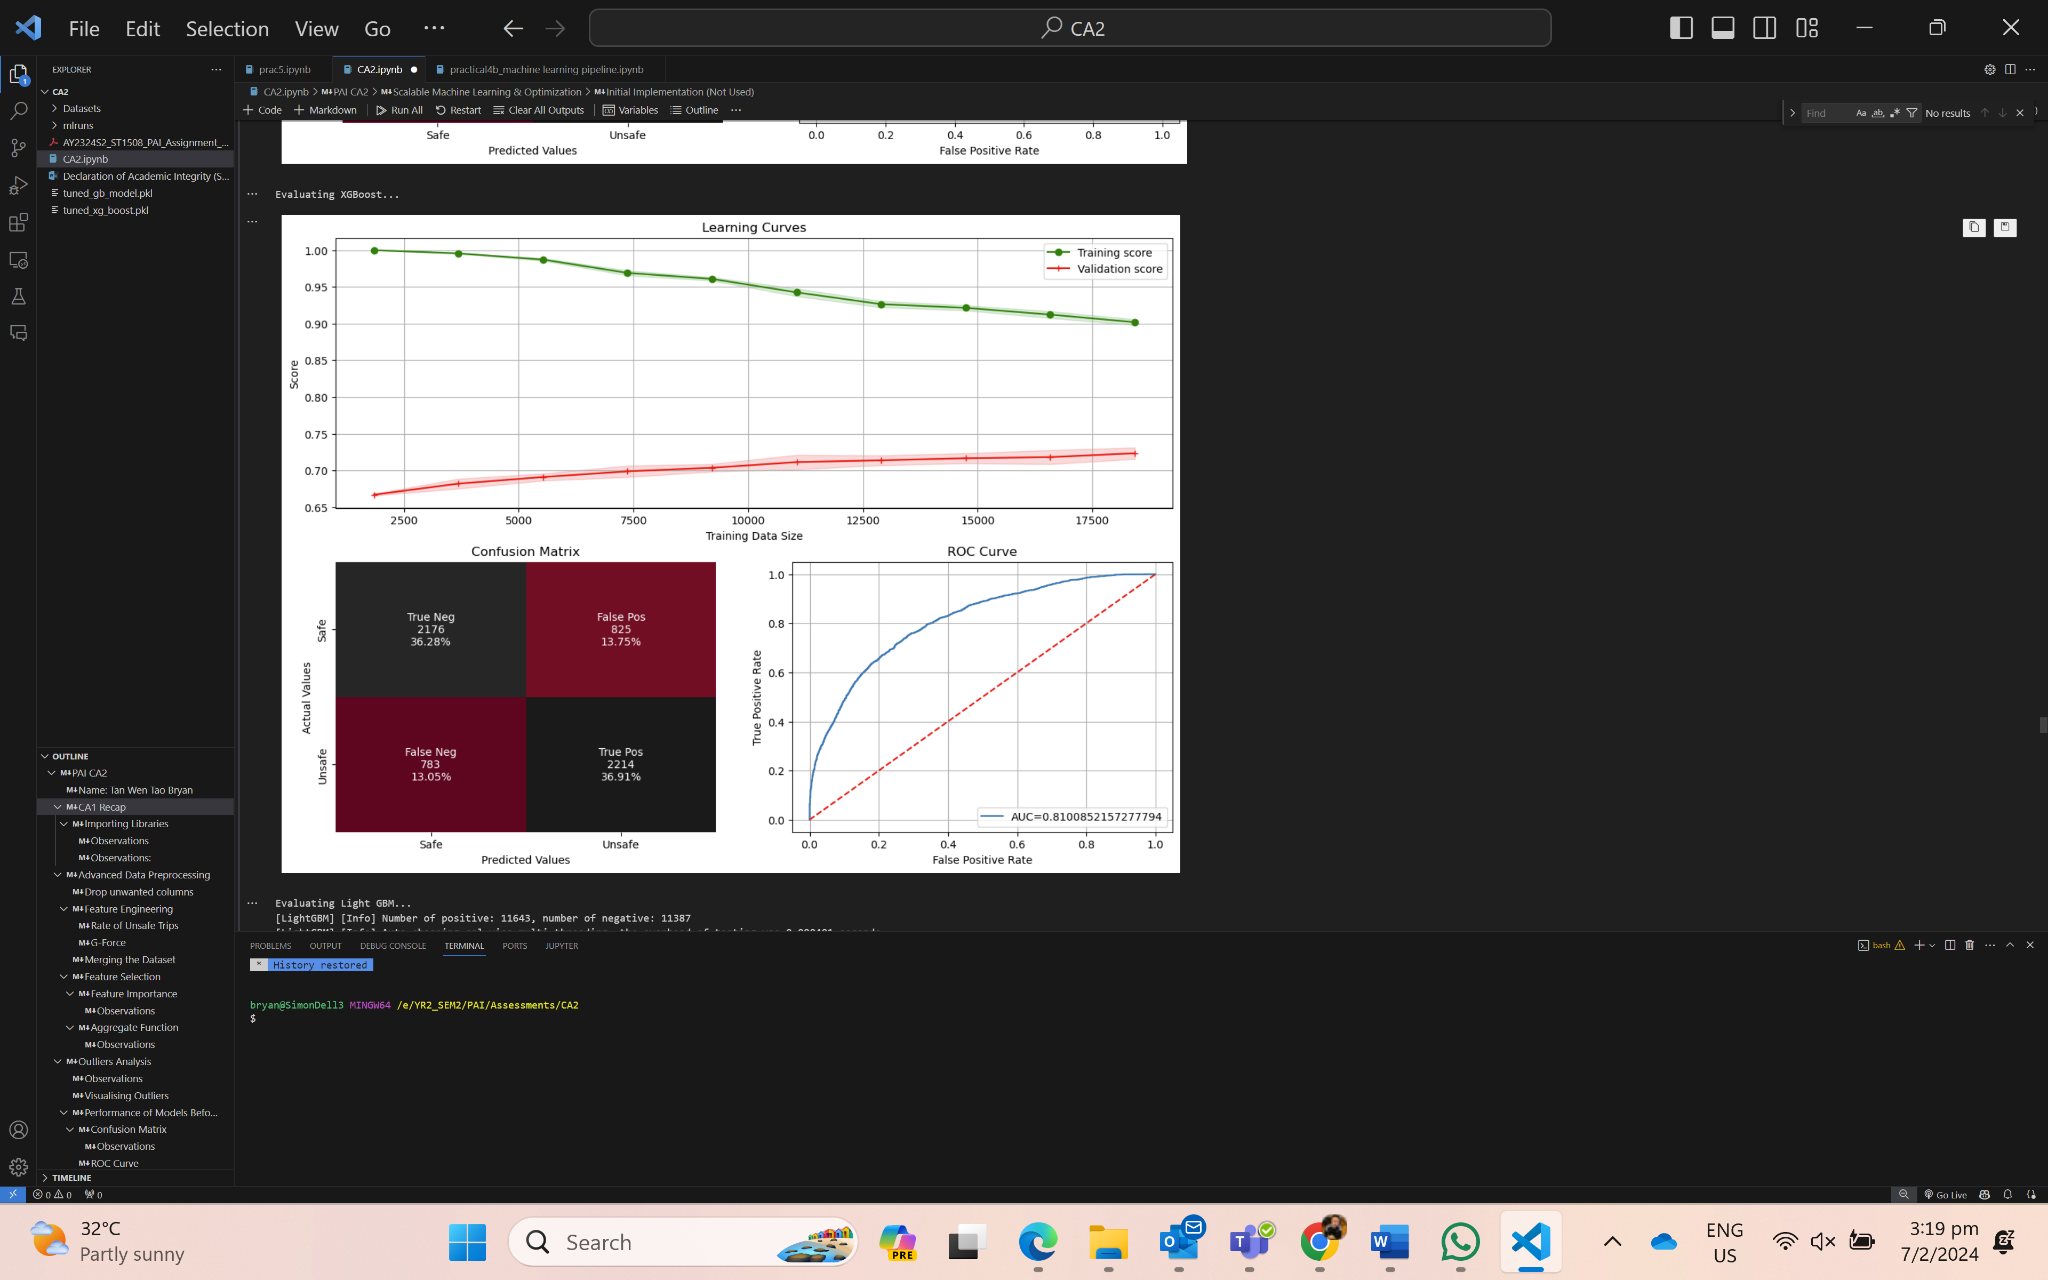 File Edit Selection View Go ··· CA2
EXPLORER
CA2
Datasets
mlruns
AY2324S2_ST1508_PAI_Assignment_...
CA2.ipynb
Declaration of Academic Integrity (S...
tuned_gb_model.pkl
tuned_xg_boost.pkl
OUTLINE
PAI CA2
Name: Tan Wen Tao Bryan
CA1 Recap
Importing Libraries
Observations
Observations:
Advanced Data Preprocessing
Drop unwanted columns
Feature Engineering
Rate of Unsafe Trips
G-Force
Merging the Dataset
Feature Selection
Feature Importance
Observations
Aggregate Function
Observations
Outliers Analysis
Observations
Visualising Outliers
Performance of Models Befo...
Confusion Matrix
Observations
ROC Curve
TIMELINE
prac5.ipynb CA2.ipynb practical4b_machine learning pipeline.ipynb
CA2.ipynb > M↓PAI CA2 > M↓Scalable Machine Learning & Optimization > M↓Initial Implementation (Not Used)
+ Code + Markdown Run All Restart Clear All Outputs Variables Outline ···
Find Aa ab .* No results
Safe Unsafe 0.0 0.2 0.4 0.6 0.8 1.0
Predicted Values False Positive Rate
Evaluating XGBoost...
Learning Curves
Training score
Validation score
1.00
0.95
0.90
0.85
0.80
0.75
0.70
0.65
Score
2500 5000 7500 10000 12500 15000 17500
Training Data Size
Confusion Matrix
True Neg
2176
36.28%
False Pos
825
13.75%
False Neg
783
13.05%
True Pos
2214
36.91%
Safe
Unsafe
Actual Values
Safe Unsafe
Predicted Values
ROC Curve
1.0
0.8
0.6
0.4
0.2
0.0
True Positive Rate
AUC=0.8100852157277794
0.0 0.2 0.4 0.6 0.8 1.0
False Positive Rate
Evaluating Light GBM...
[LightGBM] [Info] Number of positive: 11643, number of negative: 11387
PROBLEMS OUTPUT DEBUG CONSOLE TERMINAL PORTS JUPYTER
bash
* History restored
bryan@SimonDell3 MINGW64 /e/YR2_SEM2/PAI/Assessments/CA2
$
0 0 0
Go Live
32°C
Partly sunny
Search
PRE
ENG
US
3:19 pm
7/2/2024